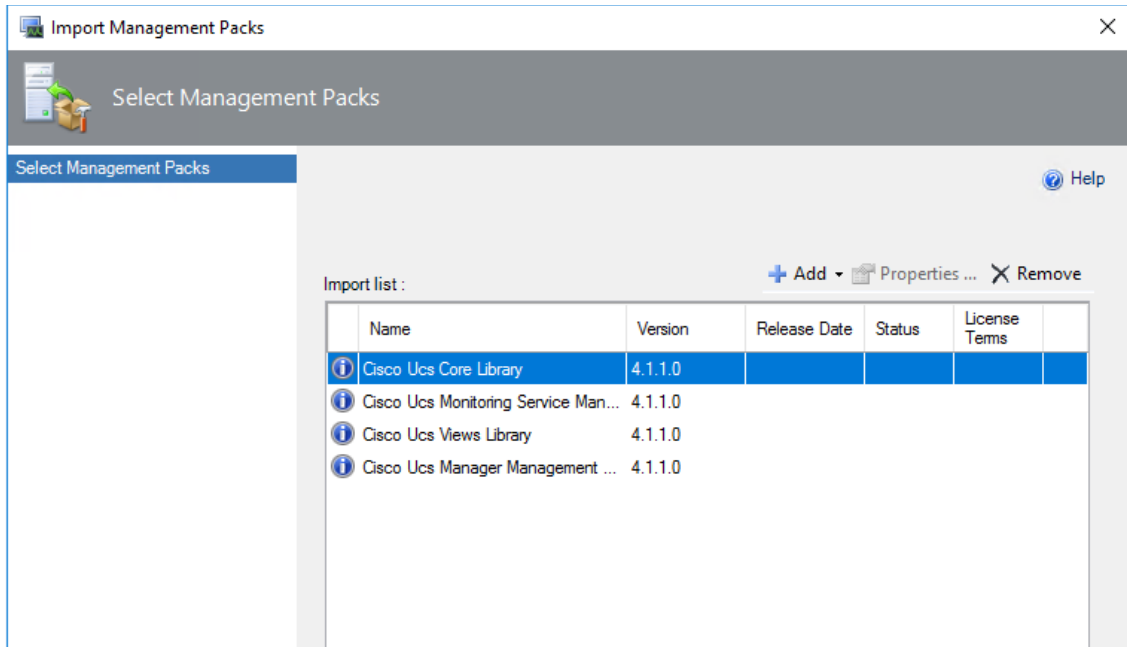 Import Management Packs
Select Management Packs
Select Management Packs
Help
Import list :
Add
Properties ...
Remove
Name Version Release Date Status License Terms
Cisco Ucs Core Library 4.1.1.0
Cisco Ucs Monitoring Service Man... 4.1.1.0
Cisco Ucs Views Library 4.1.1.0
Cisco Ucs Manager Management ... 4.1.1.0